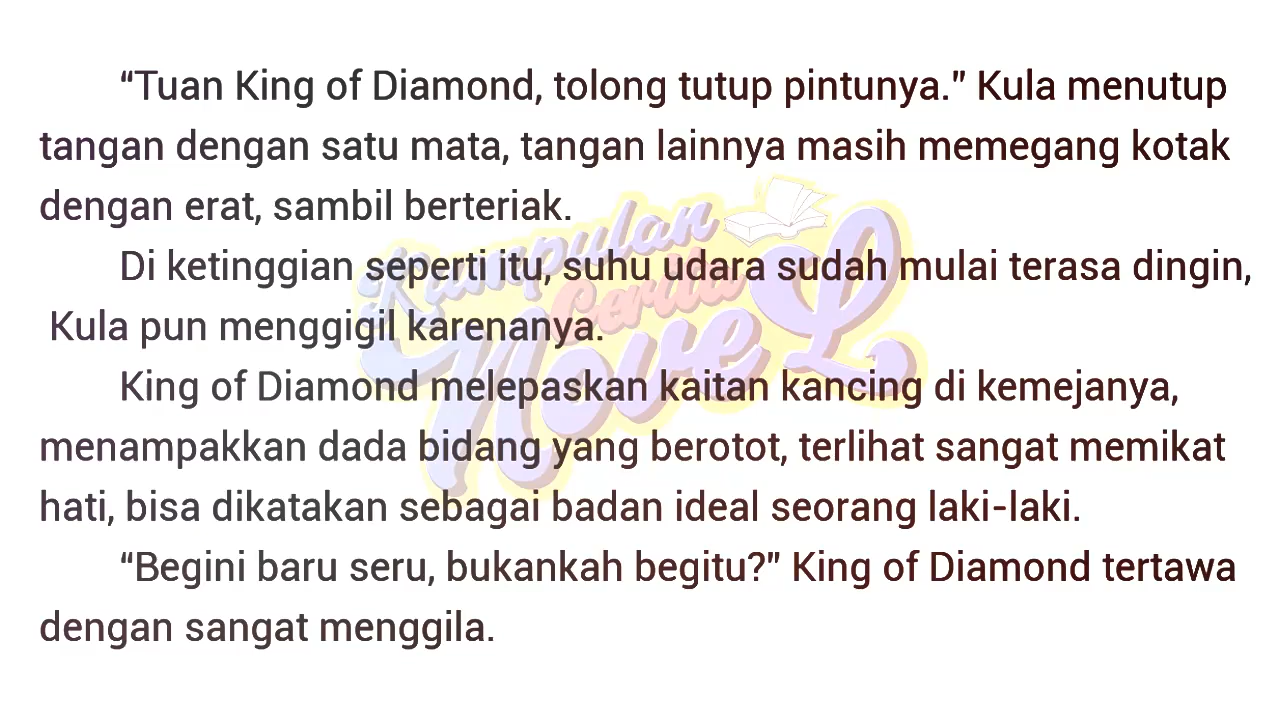 “Tuan King of Diamond, tolong tutup pintunya.” Kula menutup
tangan dengan satu mata, tangan lainnya masih memegang kotak
dengan erat, sambil berteriak.
Di ketinggian seperti itu, suhu udara sudah mulai terasa dingin,
Kula pun menggigil karenanya.
King of Diamond melepaskan kaitan kancing di kemejanya,
menampakkan dada bidang yang berotot, terlihat sangat memikat
hati, bisa dikatakan sebagai badan ideal seorang laki-laki.
“Begini baru seru, bukankah begitu?” King of Diamond tertawa
dengan sangat menggila.
Kumpulan
Cerita
Novel